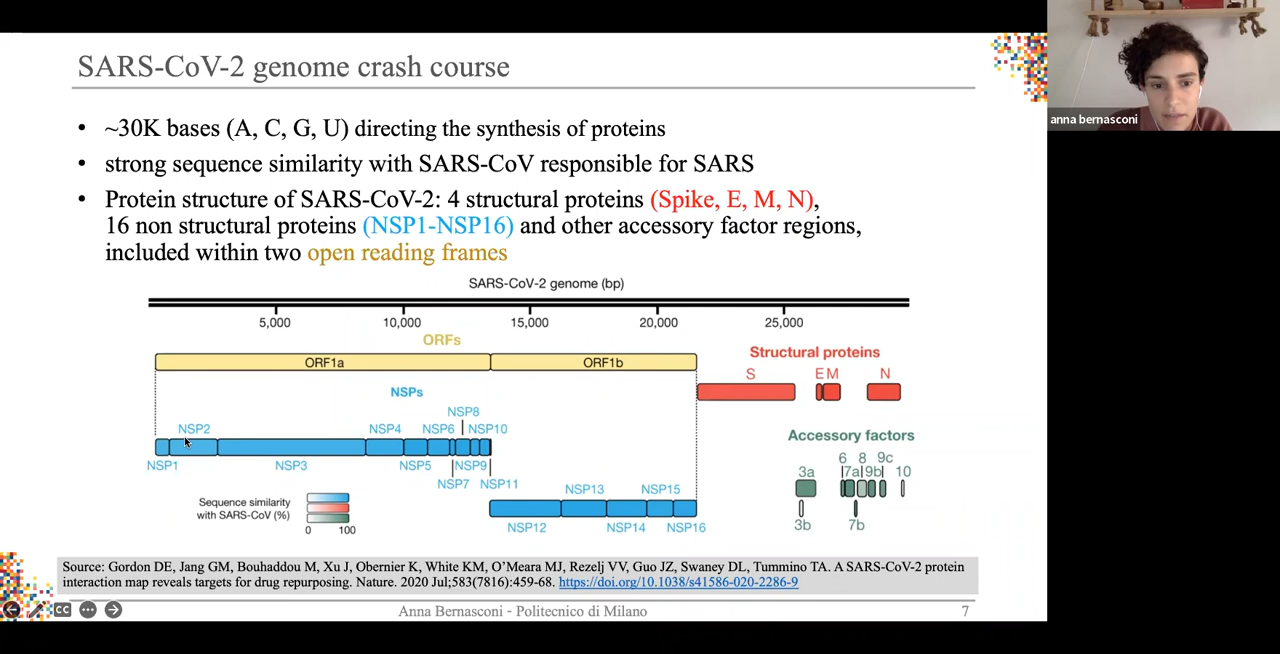 SARS-CoV-2 genome crash course
anna bernasconi
• ~30K bases (A, C, G, U) directing the synthesis of proteins
• strong sequence similarity with SARS-CoV responsible for SARS
• Protein structure of SARS-CoV-2: 4 structural proteins (Spike, E, M, N),
16 non structural proteins (NSP1-NSP16) and other accessory factor regions,
included within two open reading frames
SARS-CoV-2 genome (bp)
5,000 10,000 15,000 20,000 25,000
ORFs
ORF1a ORF1b
Structural proteins
S E M N
NSPs
NSP8
NSP2 NSP4 NSP6 NSP10
NSP1 NSP3 NSP5 NSP9
NSP7 NSP11
Accessory factors
6 8 9c
3a 7a 9b 10
3b 7b
NSP13 NSP15
NSP12 NSP14 NSP16
Sequence similarity
with SARS-CoV (%)
0 100
Source: Gordon DE, Jang GM, Bouhaddou M, Xu J, Obernier K, White KM, O’Meara MJ, Rezelj VV, Guo JZ, Swaney DL, Tummino TA. A SARS-CoV-2 protein
interaction map reveals targets for drug repurposing. Nature. 2020 Jul;583(7816):459-68. https://doi.org/10.1038/s41586-020-2286-9
CC
Anna Bernasconi - Politecnico di Milano 7